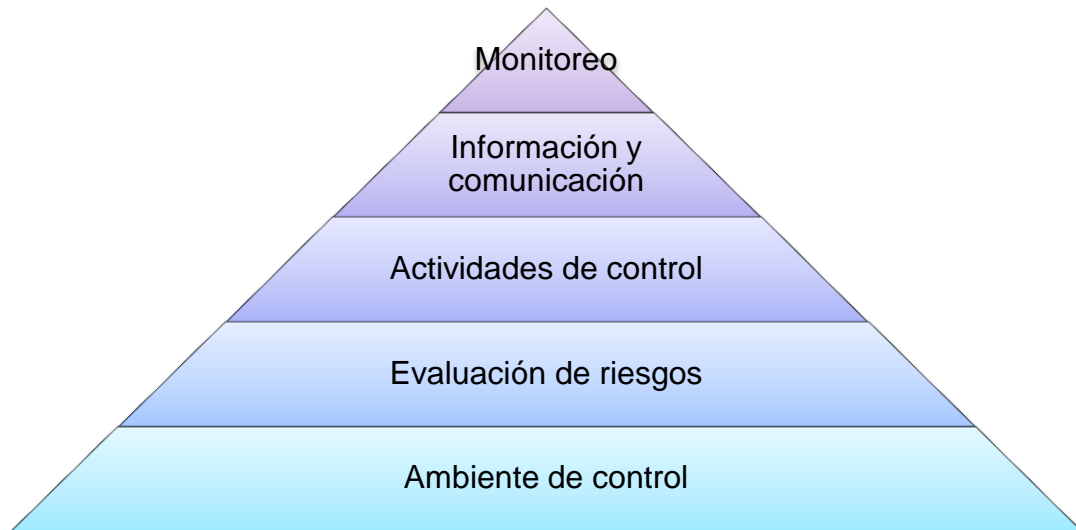 Monitoreo
Información y
comunicación
Actividades de control
Evaluación de riesgos
Ambiente de control